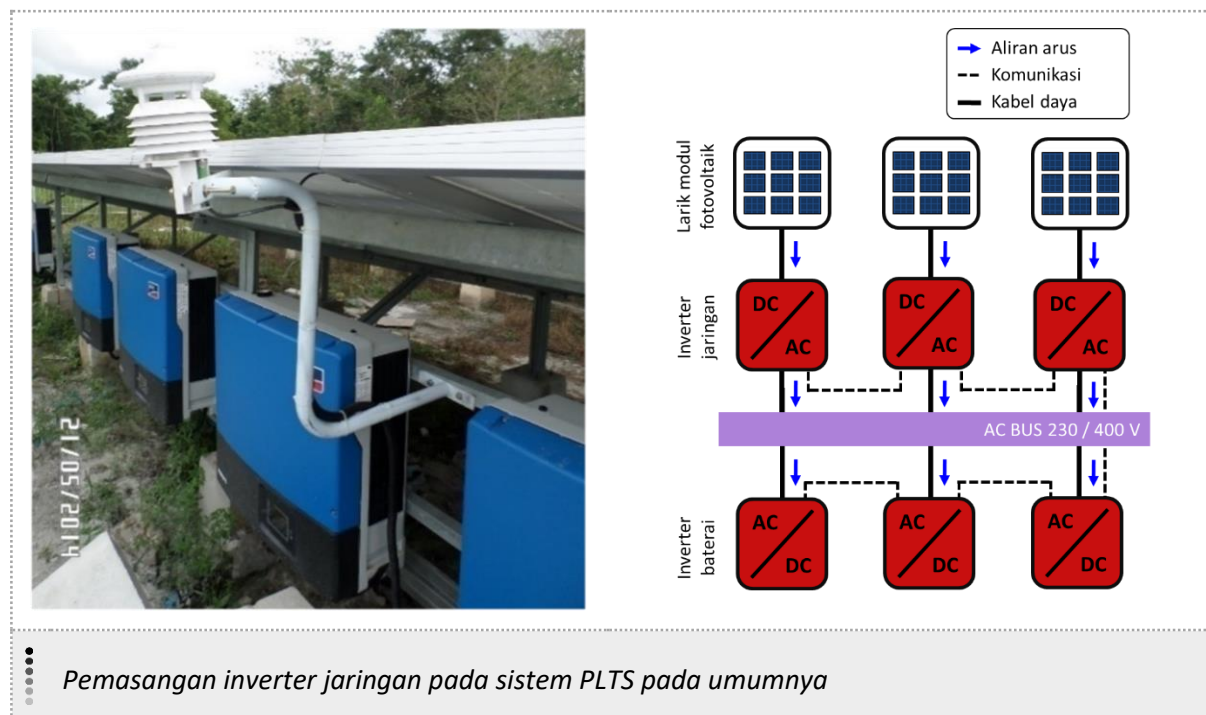 21/05/2014
Aliran arus
Komunikasi
Kabel daya
Larik modul
fotovoltaik
Inverter
jaringan
DC
AC
DC
AC
DC
AC
AC BUS 230 / 400 V
Inverter
baterai
AC
DC
AC
DC
AC
DC
Pemasangan inverter jaringan pada sistem PLTS pada umumnya